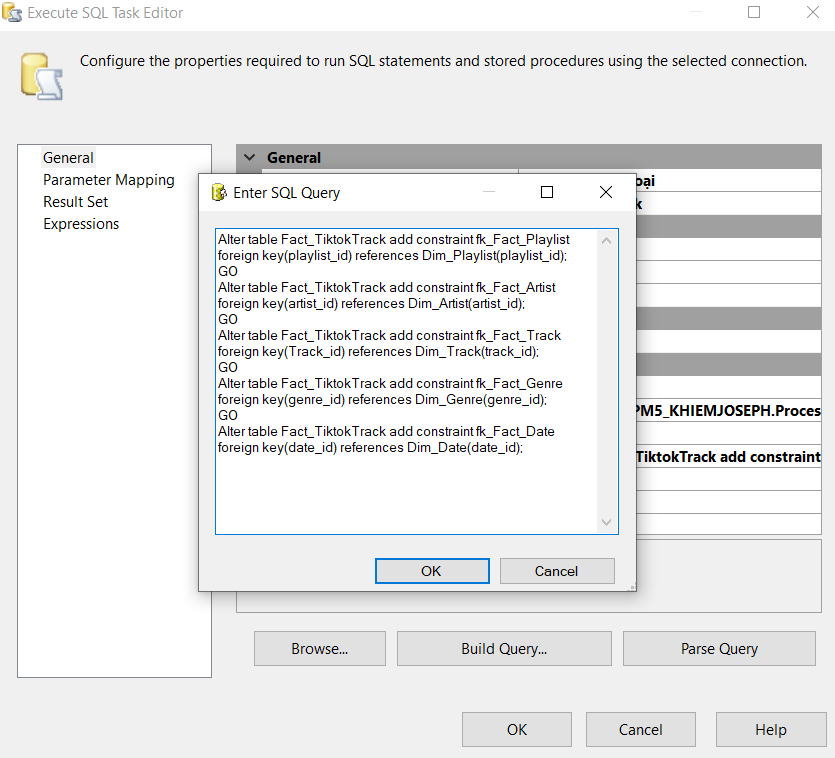 Execute SQL Task Editor
Configure the properties required to run SQL statements and stored procedures using the selected connection.
General
Parameter Mapping
Result Set
Expressions
General
oại
k
PM5_KHIEMJOSEPH.Proces
TiktokTrack add constraint
Enter SQL Query
Alter table Fact_TiktokTrack add constraint fk_Fact_Playlist
foreign key(playlist_id) references Dim_Playlist(playlist_id);
GO
Alter table Fact_TiktokTrack add constraint fk_Fact_Artist
foreign key(artist_id) references Dim_Artist(artist_id);
GO
Alter table Fact_TiktokTrack add constraint fk_Fact_Track
foreign key(Track_id) references Dim_Track(track_id);
GO
Alter table Fact_TiktokTrack add constraint fk_Fact_Genre
foreign key(genre_id) references Dim_Genre(genre_id);
GO
Alter table Fact_TiktokTrack add constraint fk_Fact_Date
foreign key(date_id) references Dim_Date(date_id);
OK Cancel
Browse... Build Query... Parse Query
OK Cancel Help